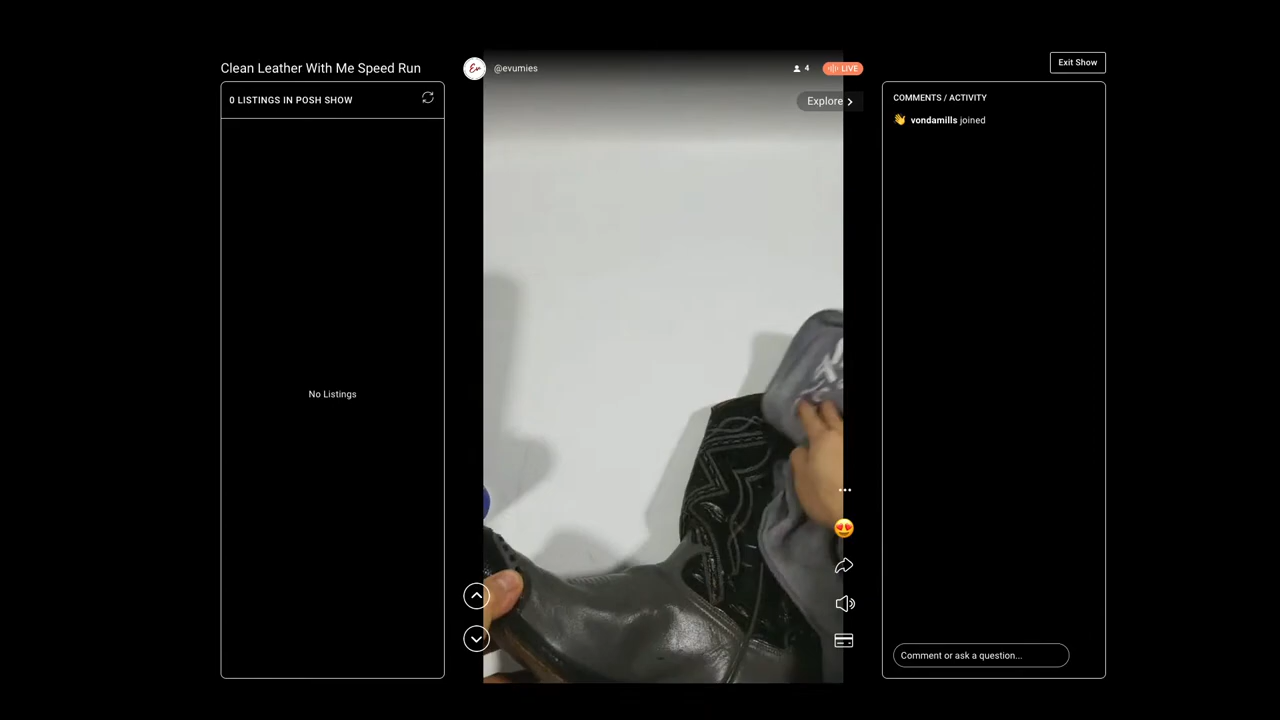 Clean Leather With Me Speed Run
0 LISTINGS IN POSH SHOW
No Listings
Ev
@evumies
4
LIVE
Explore
Exit Show
COMMENTS / ACTIVITY
vondamills joined
Comment or ask a question...